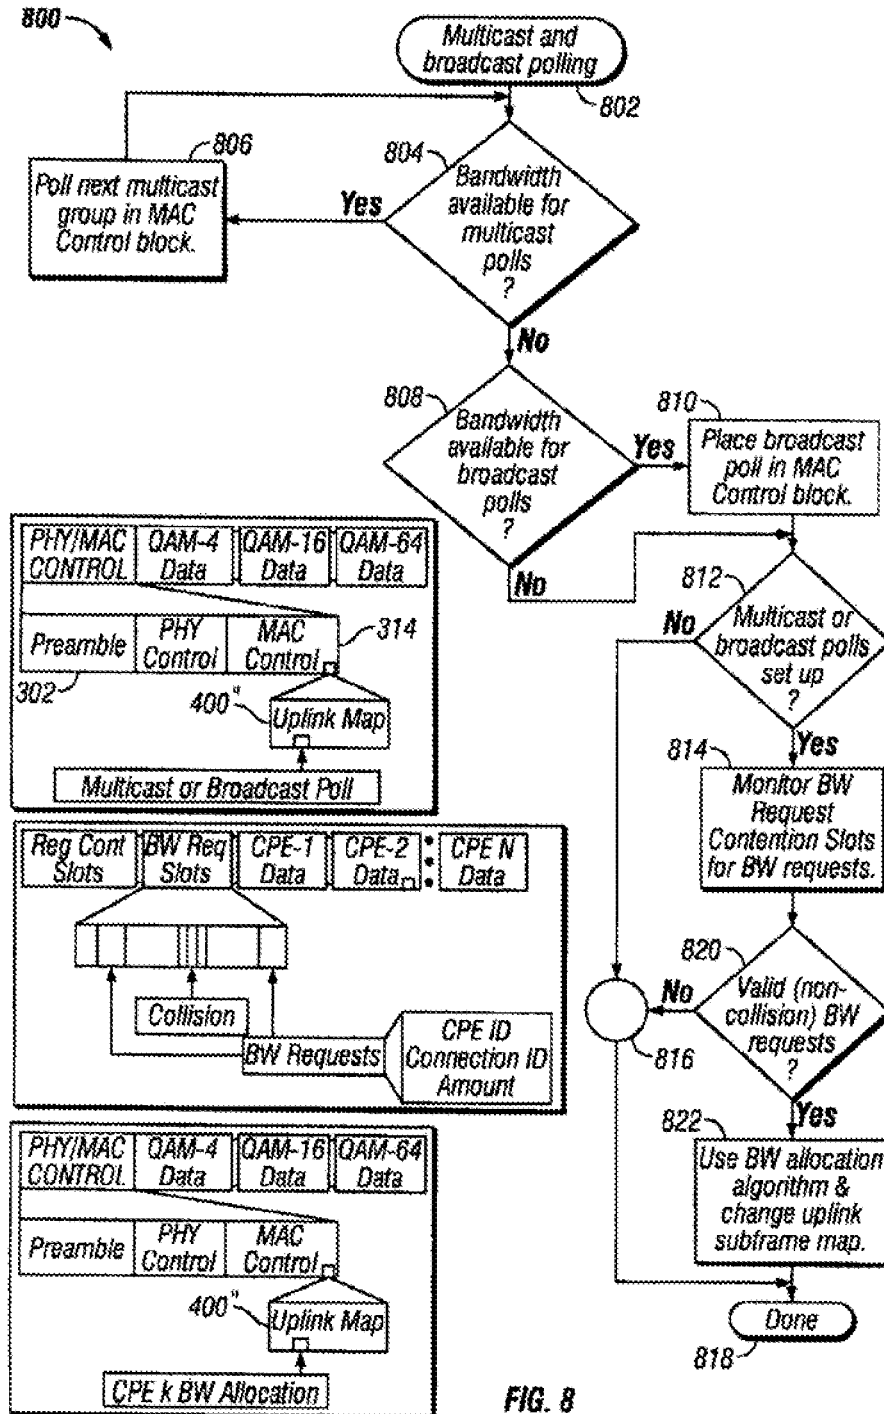 800
Multicast and
broadcast polling
802
806
804
Poll next multicast
group in MAC
Control block.
Yes
Bandwidth
available for
multicast
polls
?
No
808
Bandwidth
available for
broadcast
polls
?
Yes
810
Place broadcast
poll in MAC
Control block.
No
812
Multicast or
broadcast polls
set up
?
No
Yes
814
Monitor BW
Request
Contention Slots
for BW requests.
820
Valid (non-
collision) BW
requests
?
No
816
Yes
822
Use BW allocation
algorithm &
change uplink
subframe map.
Done
818
PHY/MAC
CONTROL
QAM-4
Data
QAM-16
Data
QAM-64
Data
Preamble
PHY
Control
MAC
Control
314
302
400"
Uplink Map
Multicast or Broadcast Poll
Reg Cont
Slots
BW Req
Slots
CPE-1
Data
CPE-2
Data
CPE N
Data
Collision
BW Requests
CPE ID
Connection ID
Amount
PHY/MAC
CONTROL
QAM-4
Data
QAM-16
Data
QAM-64
Data
Preamble
PHY
Control
MAC
Control
400"
Uplink Map
CPE k BW Allocation
FIG. 8